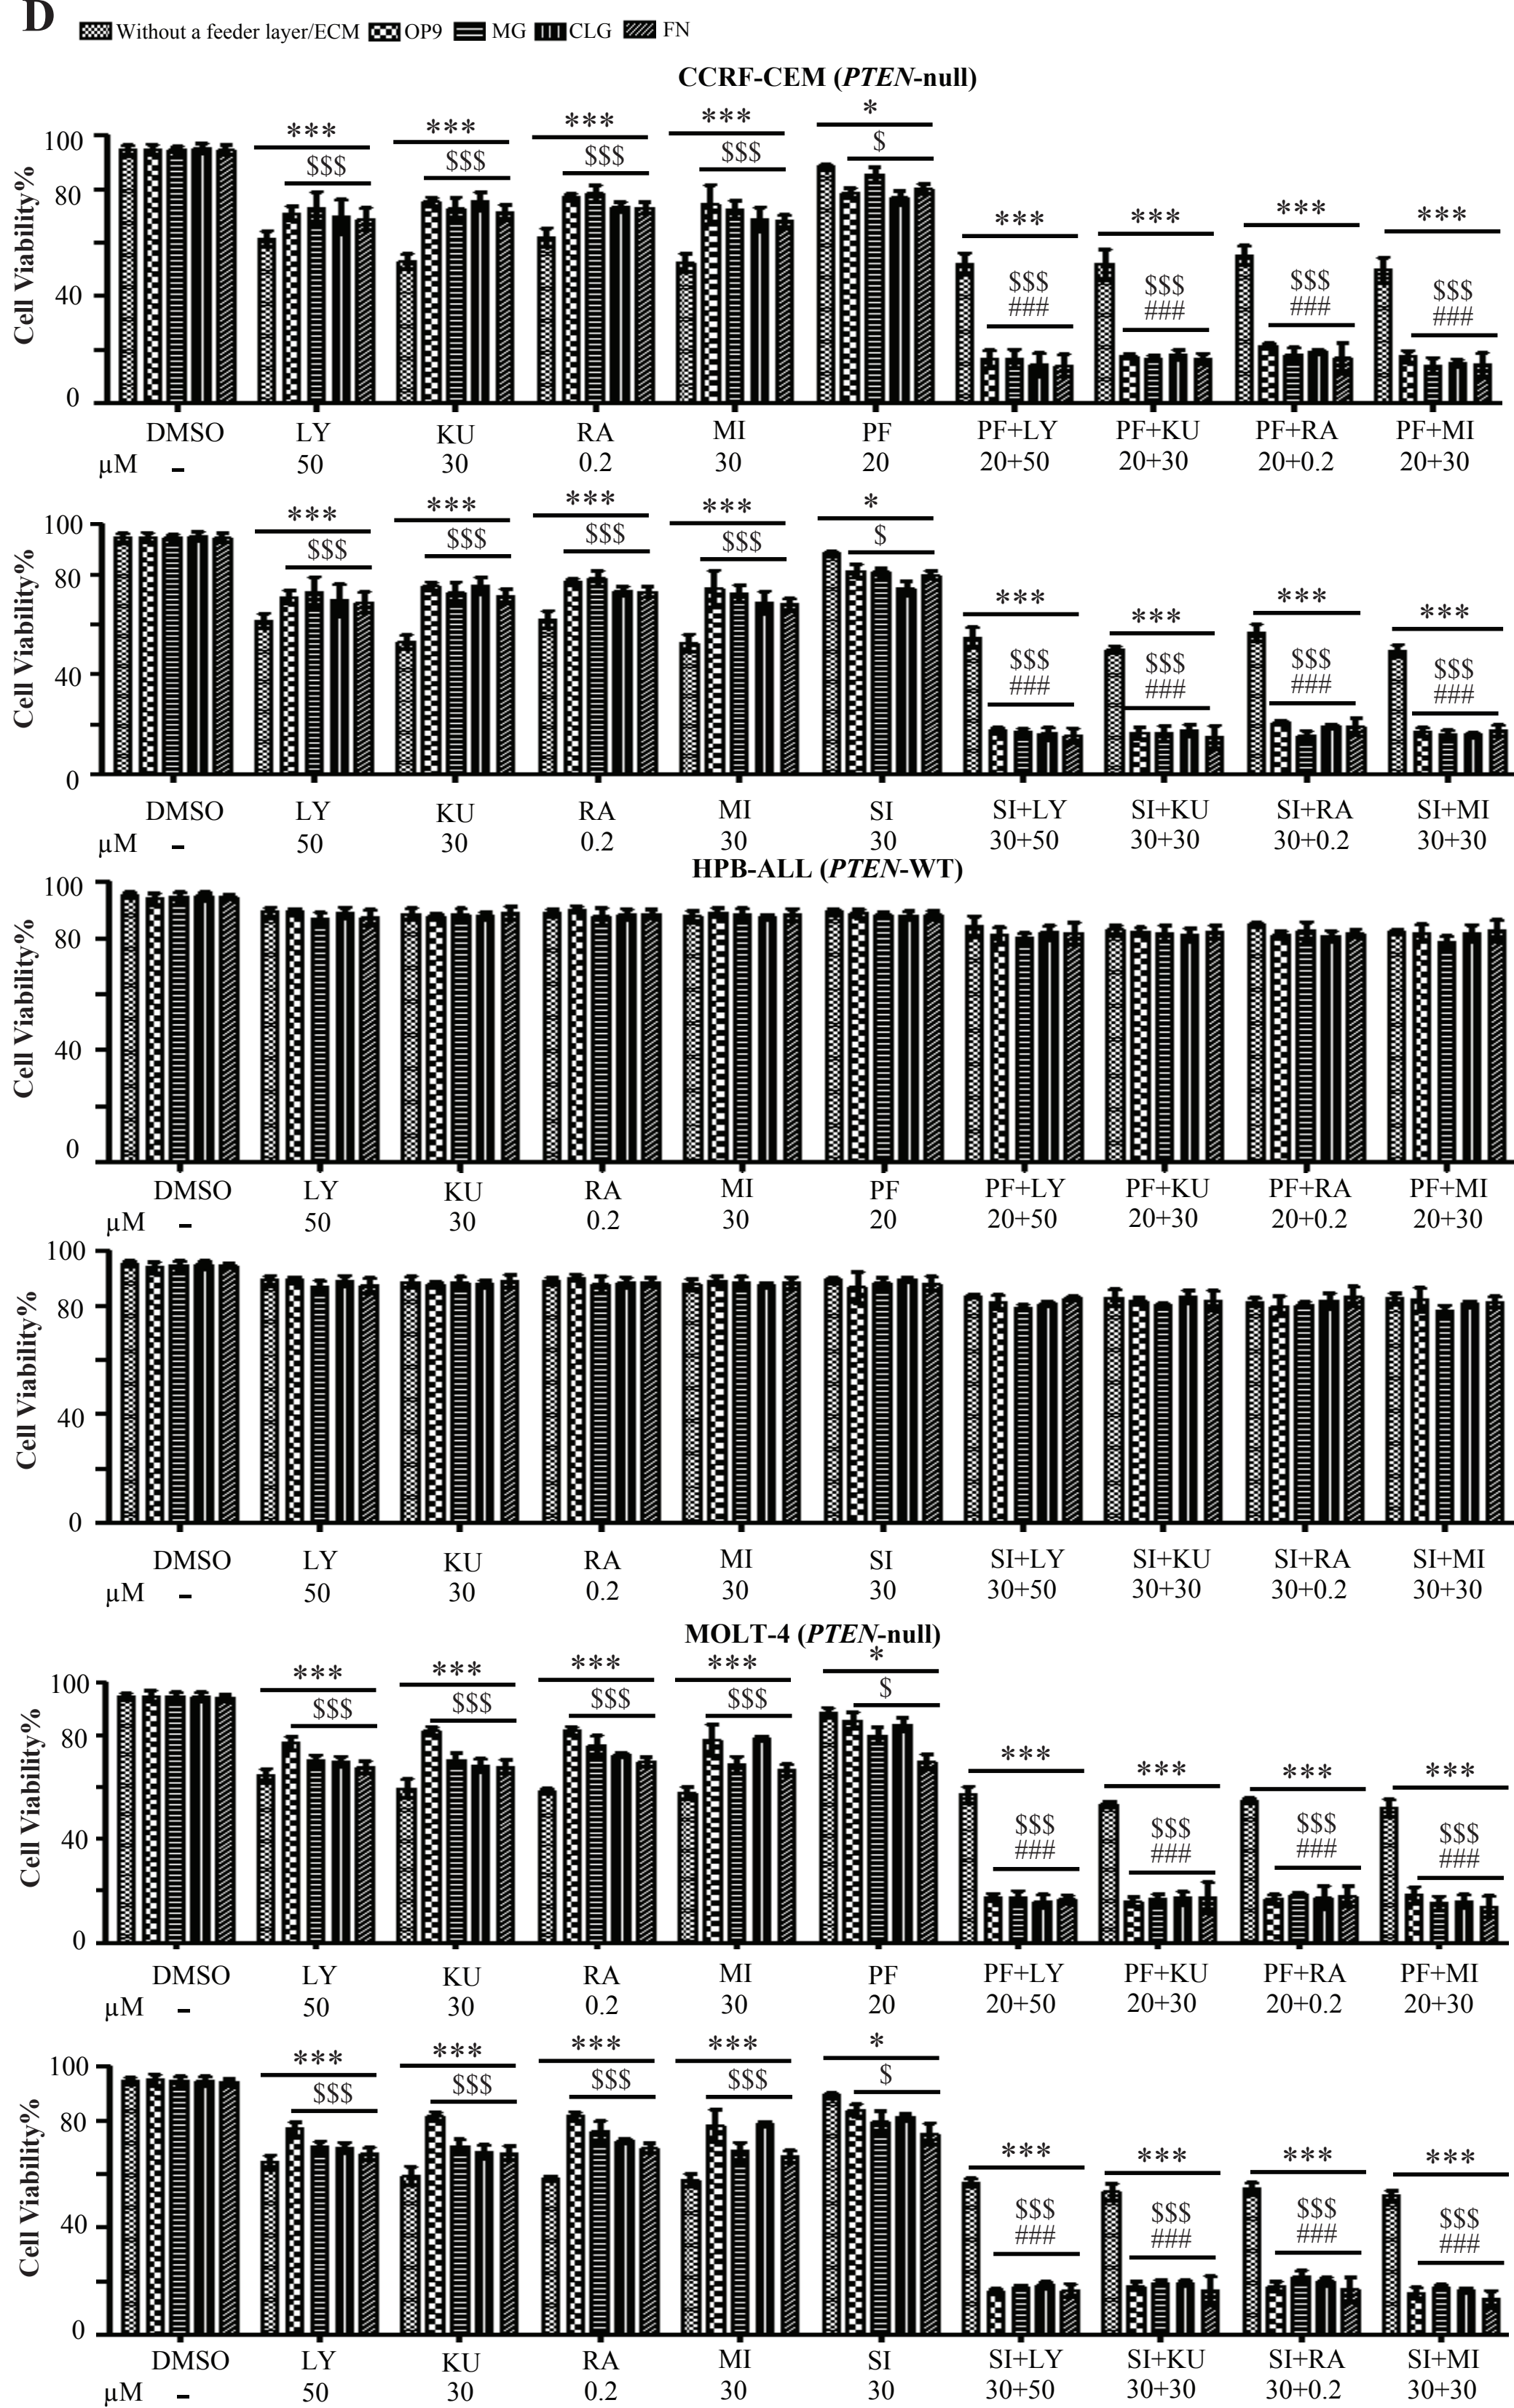 D
Without a feeder layer/ECM OP9 MG CLG FN
CCRF-CEM (PTEN-null)
*** *** *** *** *
$$$ $$$ $$$ $$$ $
*** *** *** ***
$$$ $$$ $$$ $$$
### ### ### ###
Cell Viability%
100
80
40
0
DMSO LY KU RA MI PF PF+LY PF+KU PF+RA PF+MI
µM - 50 30 0.2 30 20 20+50 20+30 20+0.2 20+30
*** *** *** *** *
$$$ $$$ $$$ $$$ $
*** *** *** ***
$$$ $$$ $$$ $$$
### ### ### ###
Cell Viability%
100
80
40
0
DMSO LY KU RA MI SI SI+LY SI+KU SI+RA SI+MI
µM - 50 30 0.2 30 30 30+50 30+30 30+0.2 30+30
HPB-ALL (PTEN-WT)
Cell Viability%
100
80
40
0
DMSO LY KU RA MI PF PF+LY PF+KU PF+RA PF+MI
µM - 50 30 0.2 30 20 20+50 20+30 20+0.2 20+30
Cell Viability%
100
80
40
0
DMSO LY KU RA MI SI SI+LY SI+KU SI+RA SI+MI
µM - 50 30 0.2 30 30 30+50 30+30 30+0.2 30+30
MOLT-4 (PTEN-null)
*** *** *** *** *
$$$ $$$ $$$ $$$ $
*** *** *** ***
$$$ $$$ $$$ $$$
### ### ### ###
Cell Viability%
100
80
40
0
DMSO LY KU RA MI PF PF+LY PF+KU PF+RA PF+MI
µM - 50 30 0.2 30 20 20+50 20+30 20+0.2 20+30
*** *** *** *** *
$$$ $$$ $$$ $$$ $
*** *** *** ***
$$$ $$$ $$$ $$$
### ### ### ###
Cell Viability%
100
80
40
0
DMSO LY KU RA MI SI SI+LY SI+KU SI+RA SI+MI
µM - 50 30 0.2 30 30 30+50 30+30 30+0.2 30+30